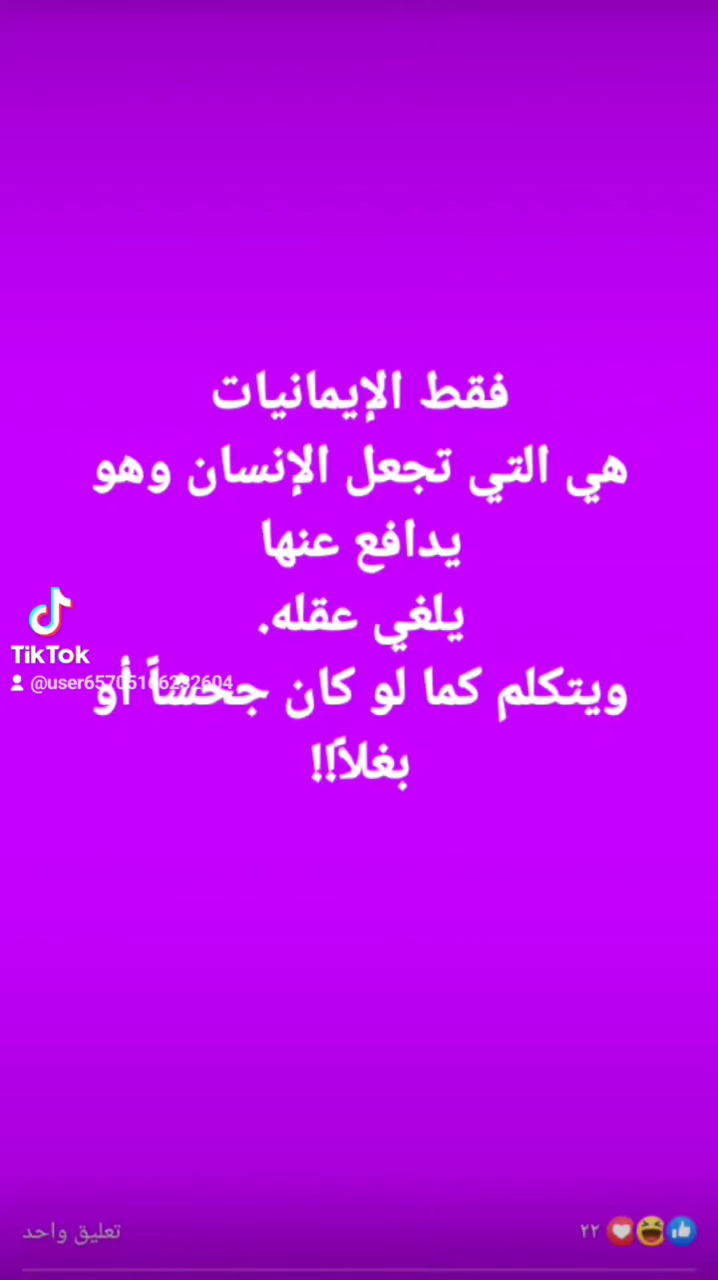 فقط الإيمانيات
هي التي تجعل الإنسان وهو
يدافع عنها
يلغي عقله.
TikTok
@user65705166282604
ويتكلم كما لو كان جحشاً أو
بغلاً!!
٢٢
تعليق واحد